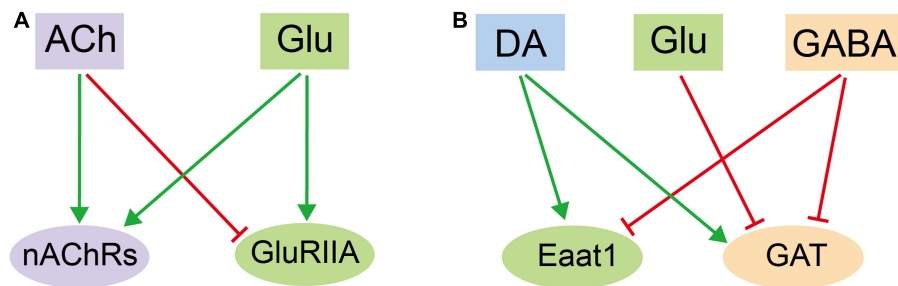 A
ACh
Glu
nAChRs
GluRIIA
B
DA
Glu
GABA
Eaat1
GAT